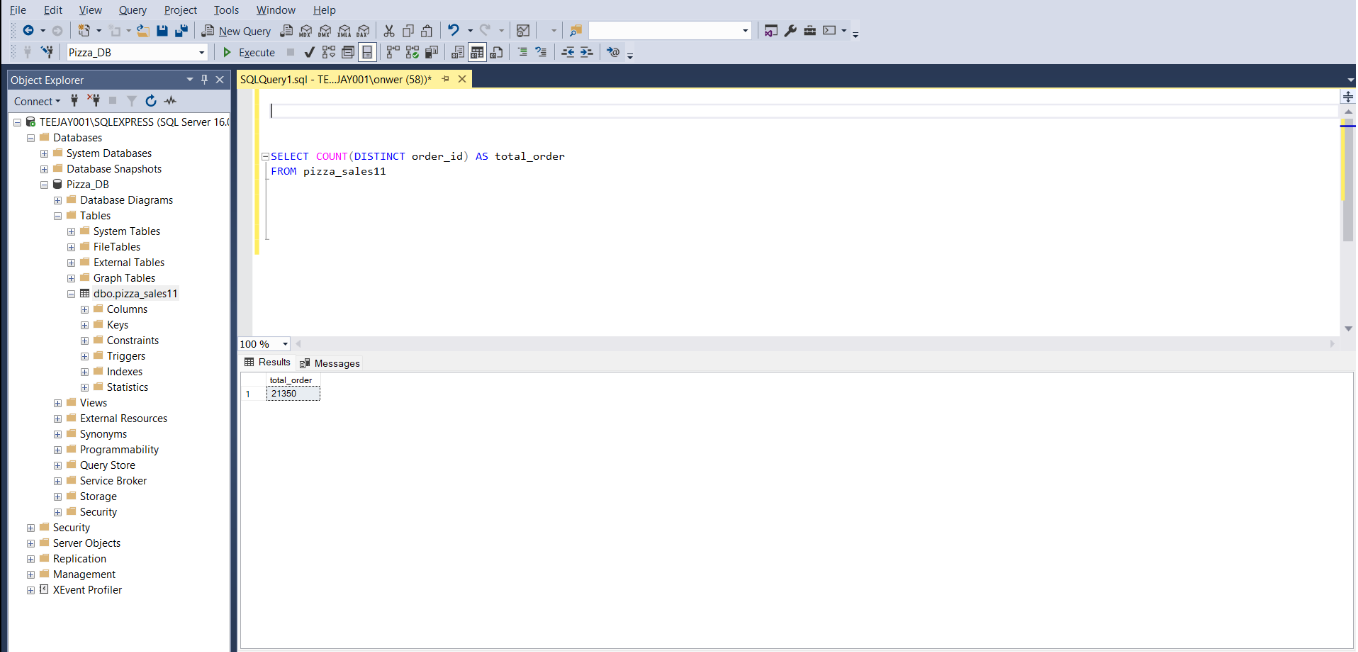 File Edit View Query Project Tools Window Help
New Query
Pizza_DB Execute
Object Explorer
Connect
TEEJAY001\SQLEXPRESS (SQL Server 16.0
Databases
System Databases
Database Snapshots
Pizza_DB
Database Diagrams
Tables
System Tables
FileTables
External Tables
Graph Tables
dbo.pizza_sales11
Columns
Keys
Constraints
Triggers
Indexes
Statistics
Views
External Resources
Synonyms
Programmability
Query Store
Service Broker
Storage
Security
Security
Server Objects
Replication
Management
XEvent Profiler
SQLQuery1.sql - TE...JAY001\onwer (58))*
SELECT COUNT(DISTINCT order_id) AS total_order
FROM pizza_sales11
100 %
Results Messages
total_order
1 21350